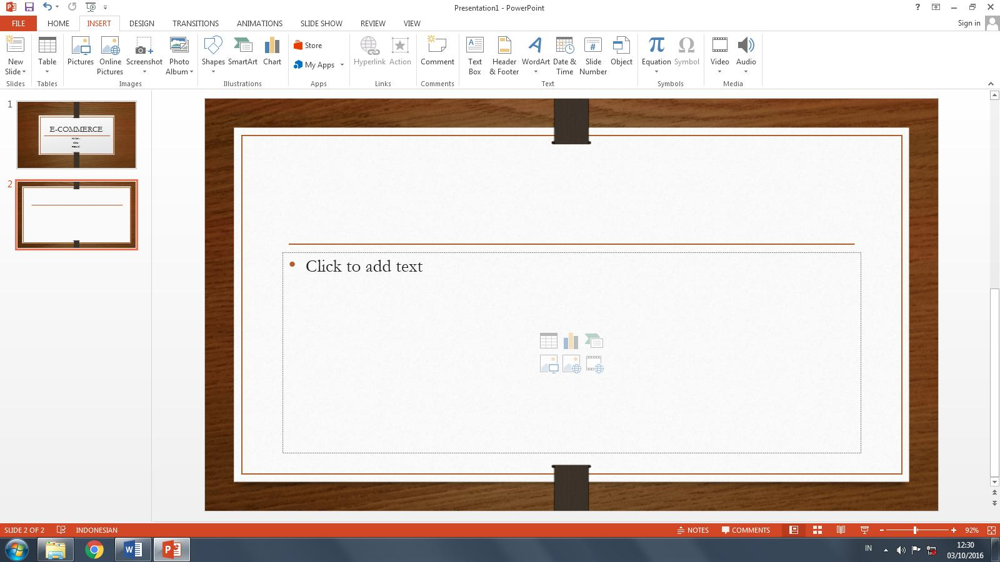 Presentation1 - PowerPoint
?
FILE HOME INSERT DESIGN TRANSITIONS ANIMATIONS SLIDE SHOW REVIEW VIEW Sign in
New Slide
Table
Pictures
Online Pictures
Screenshot
Photo Album
Shapes
SmartArt
Chart
Store
My Apps
Hyperlink
Action
Comment
Text Box
Header & Footer
WordArt
Date & Time
Slide Number
Object
Equation
Symbol
Video
Audio
Slides Tables Images Illustrations Apps Links Comments Text Symbols Media
1
E-COMMERCE
2
• Click to add text
SLIDE 2 OF 2 INDONESIAN NOTES COMMENTS 92%
IN
12:30
03/10/2016